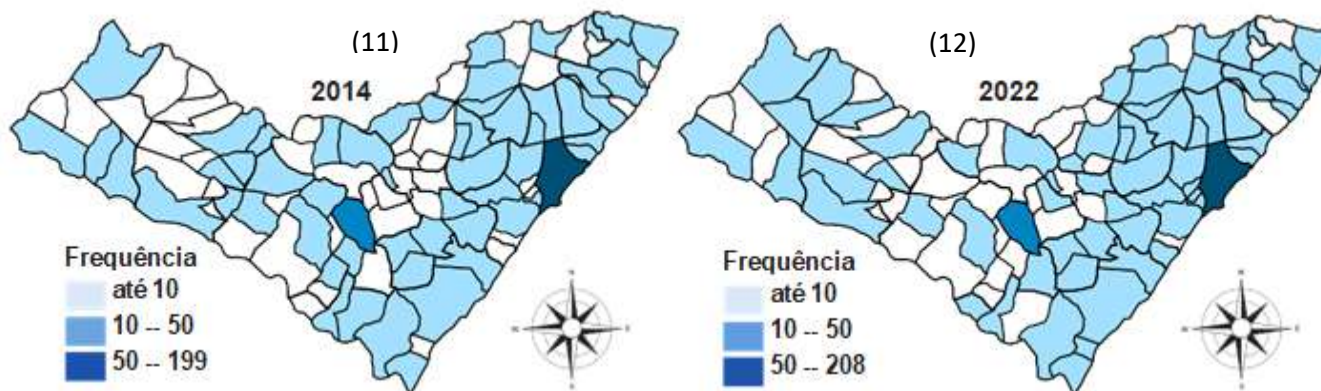 (11)
2014
Frequência
até 10
10 -- 50
50 -- 199
(12)
2022
Frequência
até 10
10 -- 50
50 -- 208